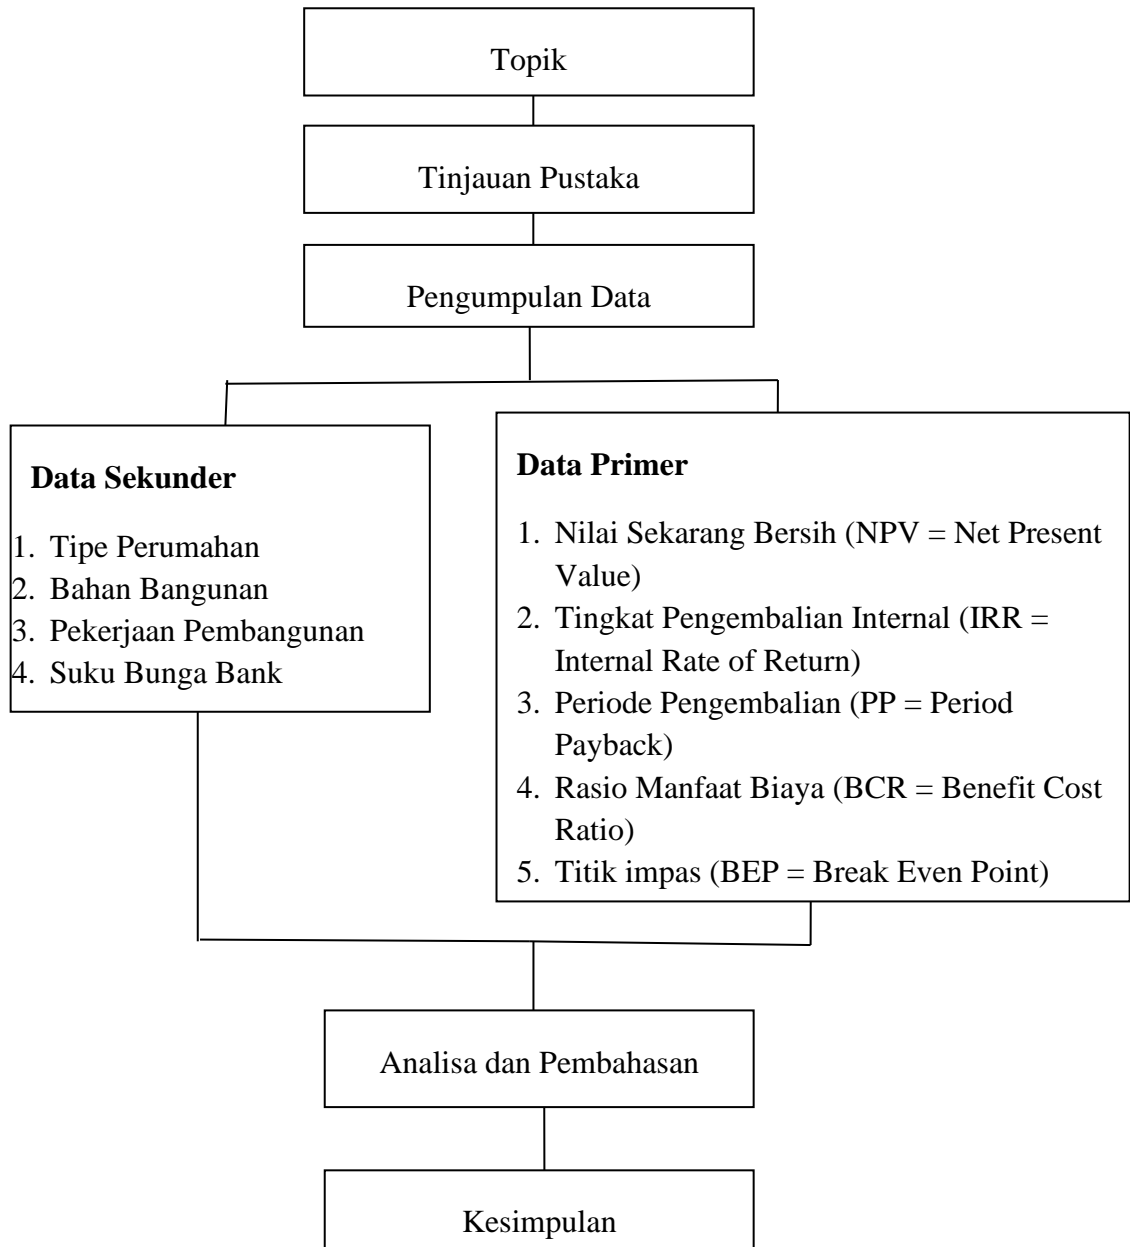 Topik
Tinjauan Pustaka
Pengumpulan Data
Data Sekunder
1. Tipe Perumahan
2. Bahan Bangunan
3. Pekerjaan Pembangunan
4. Suku Bunga Bank
Data Primer
1. Nilai Sekarang Bersih (NPV = Net Present
Value)
2. Tingkat Pengembalian Internal (IRR =
Internal Rate of Return)
3. Periode Pengembalian (PP = Period
Payback)
4. Rasio Manfaat Biaya (BCR = Benefit Cost
Ratio)
5. Titik impas (BEP = Break Even Point)
Analisa dan Pembahasan
Kesimpulan